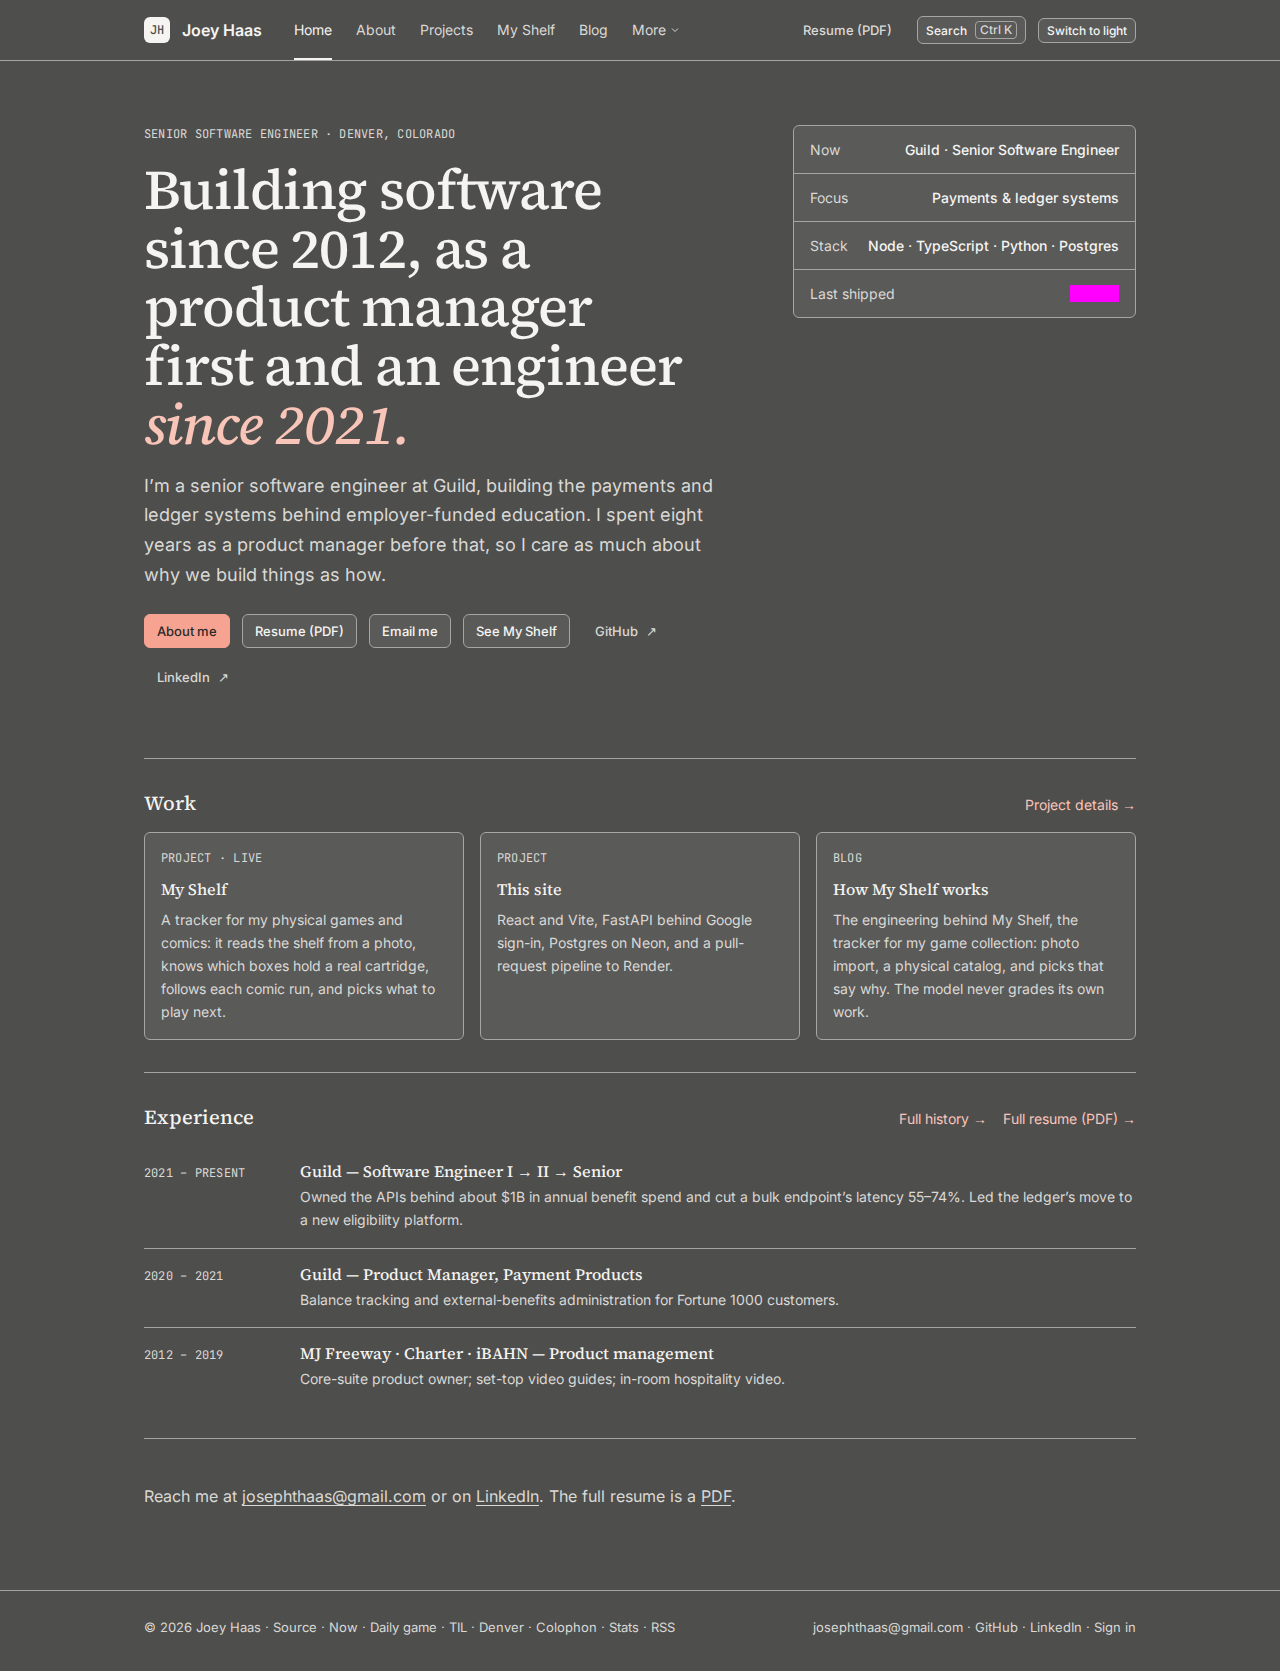 JH Joey Haas Home About Projects My Shelf Blog More Resume (PDF) Search Ctrl K Switch to light
SENIOR SOFTWARE ENGINEER · DENVER, COLORADO
Building software
since 2012, as a
product manager
first and an engineer
since 2021.
I’m a senior software engineer at Guild, building the payments and
ledger systems behind employer-funded education. I spent eight
years as a product manager before that, so I care as much about
why we build things as how.
About me Resume (PDF) Email me See My Shelf GitHub ↗
LinkedIn ↗
Now Guild · Senior Software Engineer
Focus Payments & ledger systems
Stack Node · TypeScript · Python · Postgres
Last shipped
Work Project details →
PROJECT · LIVE
My Shelf
A tracker for my physical games and
comics: it reads the shelf from a photo,
knows which boxes hold a real cartridge,
follows each comic run, and picks what to
play next.
PROJECT
This site
React and Vite, FastAPI behind Google
sign-in, Postgres on Neon, and a pull-
request pipeline to Render.
BLOG
How My Shelf works
The engineering behind My Shelf, the
tracker for my game collection: photo
import, a physical catalog, and picks that
say why. The model never grades its own
work.
Experience Full history → Full resume (PDF) →
2021 – PRESENT Guild — Software Engineer I → II → Senior
Owned the APIs behind about $1B in annual benefit spend and cut a bulk endpoint’s latency 55–74%. Led the ledger’s move to
a new eligibility platform.
2020 – 2021 Guild — Product Manager, Payment Products
Balance tracking and external-benefits administration for Fortune 1000 customers.
2012 – 2019 MJ Freeway · Charter · iBAHN — Product management
Core-suite product owner; set-top video guides; in-room hospitality video.
Reach me at josephthaas@gmail.com or on LinkedIn. The full resume is a PDF.
© 2026 Joey Haas · Source · Now · Daily game · TIL · Denver · Colophon · Stats · RSS josephthaas@gmail.com · GitHub · LinkedIn · Sign in